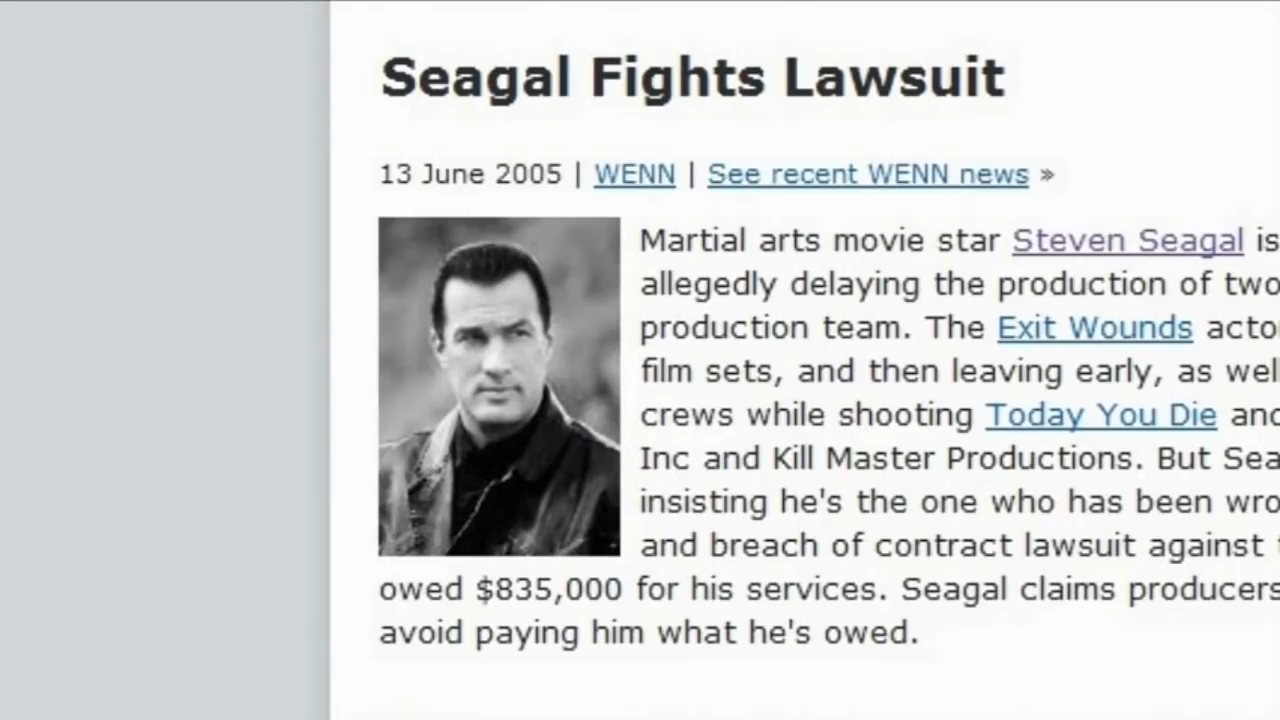 Seagal Fights Lawsuit
13 June 2005 | WENN | See recent WENN news »
Martial arts movie star Steven Seagal is
allegedly delaying the production of two
production team. The Exit Wounds acto
film sets, and then leaving early, as well
crews while shooting Today You Die and
Inc and Kill Master Productions. But Sea
insisting he's the one who has been wro
and breach of contract lawsuit against t
owed $835,000 for his services. Seagal claims producers
avoid paying him what he's owed.